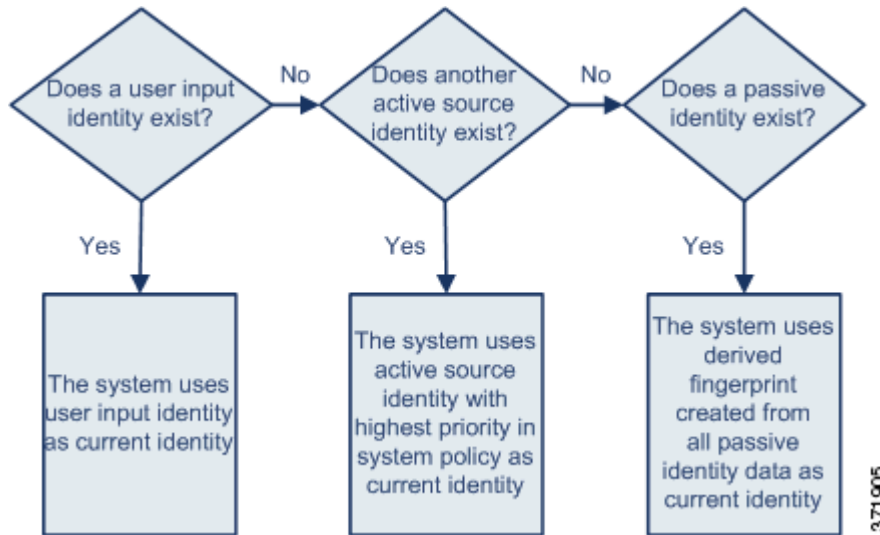 Does a user input
identity exist?
No
Does another
active source
identity exist?
No
Does a passive
identity exist?
Yes
Yes
Yes
The system uses
user input identity
as current identity
The system uses
active source
identity with
highest priority in
system policy as
current identity
The system uses
derived
fingerprint
created from
all passive
identity data as
current identity
371905